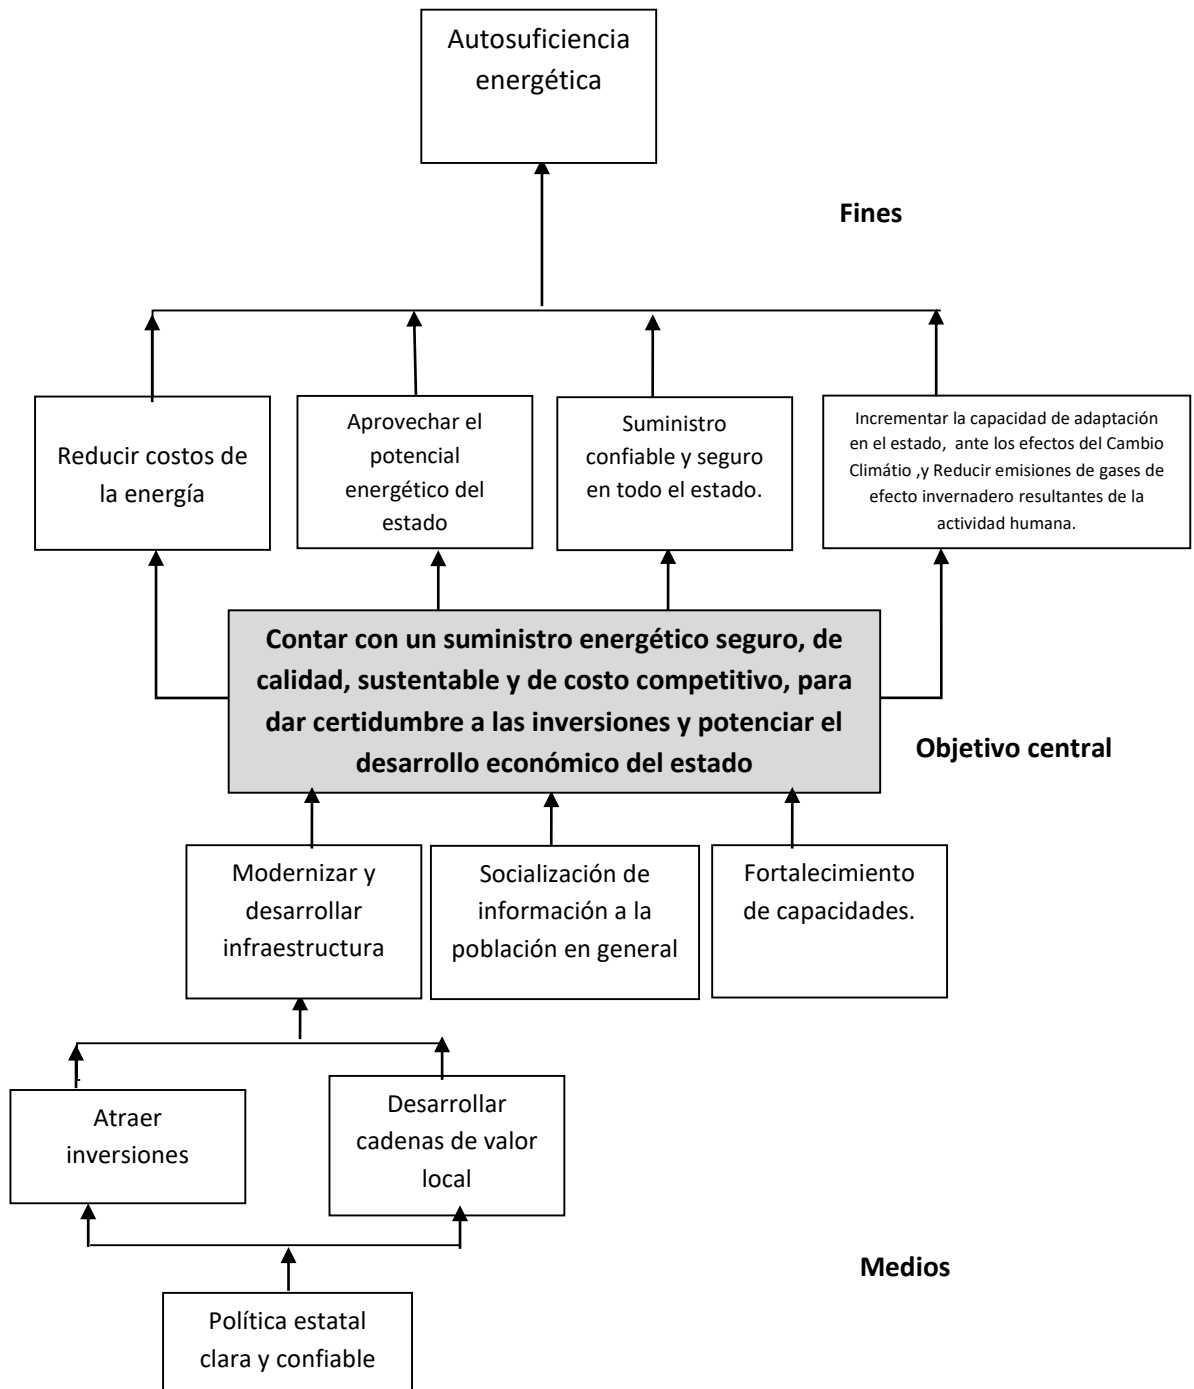 Autosuficiencia
energética
Fines
Reducir costos de
la energía
Aprovechar el
potencial
energético del
estado
Suministro
confiable y seguro
en todo el estado.
Incrementar la capacidad de adaptación
en el estado,  ante los efectos del Cambio
Climátio ,y Reducir emisiones de gases de
efecto invernadero resultantes de la
actividad humana.
Contar con un suministro energético seguro, de
calidad, sustentable y de costo competitivo, para
dar certidumbre a las inversiones y potenciar el
desarrollo económico del estado
Objetivo central
Modernizar y
desarrollar
infraestructura
Socialización de
información a la
población en general
Fortalecimiento
de capacidades.
Atraer
inversiones
Desarrollar
cadenas de valor
local
Medios
Política estatal
clara y confiable